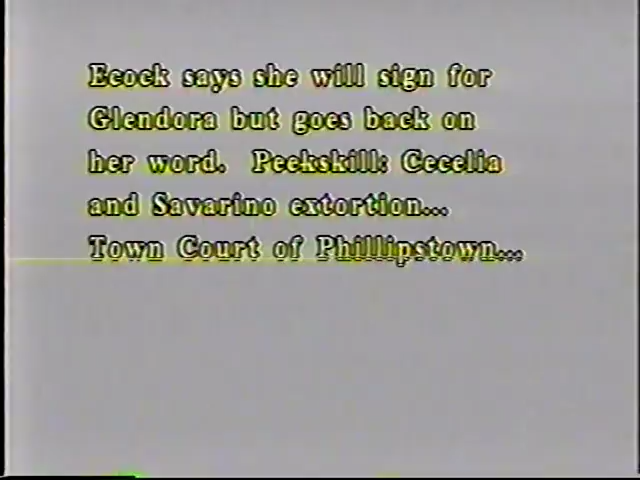 Ecock says she will sign for
Glendora but goes back on
her word. Peekskill: Cecelia
and Savarino extortion...
Town Court of Phillipstown...